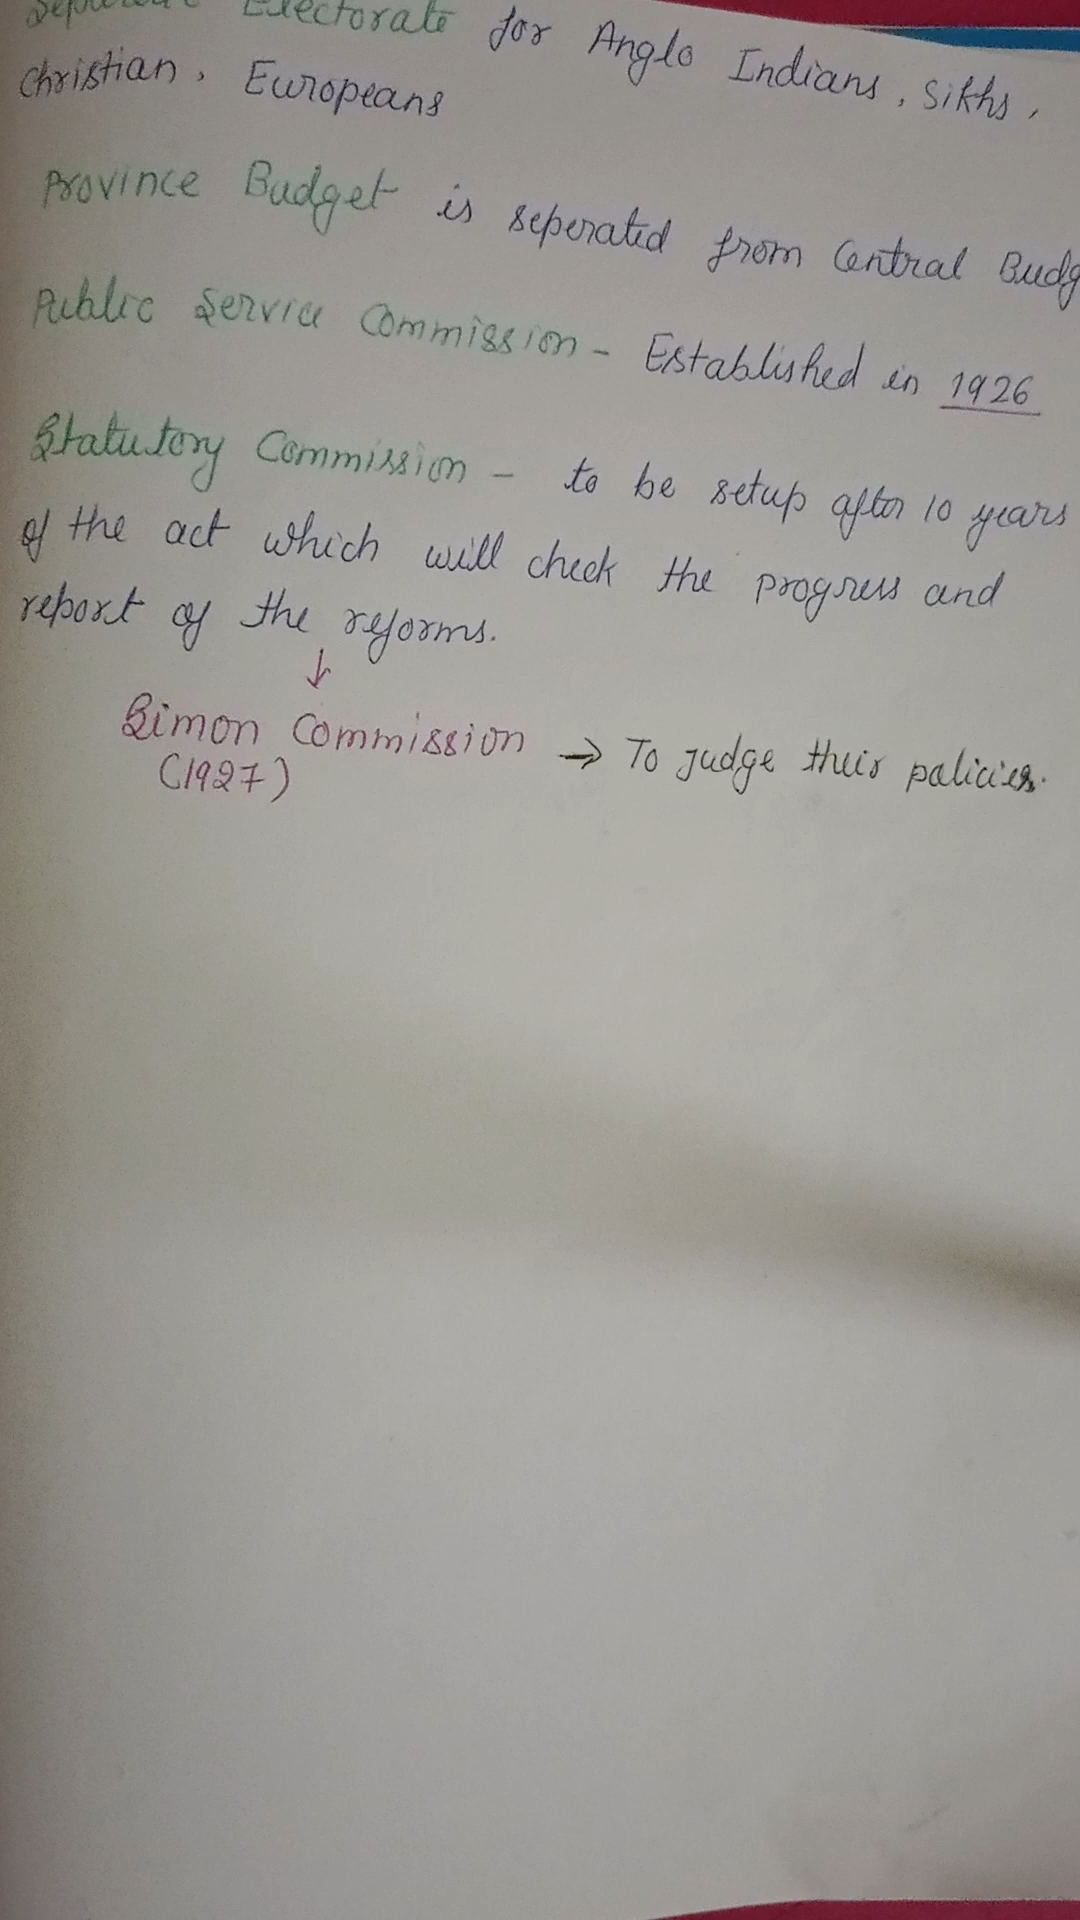 Separate Electorate for Anglo Indians, Sikhs,
Christian, Europeans
Province Budget is seperated from Central Budg
Public Service Commission - Established in 1926
Statutory Commission - to be setup after 10 years
of the act which will check the progress and
report of the reforms.
↓
Simon Commission → To judge their policies.
(1927)